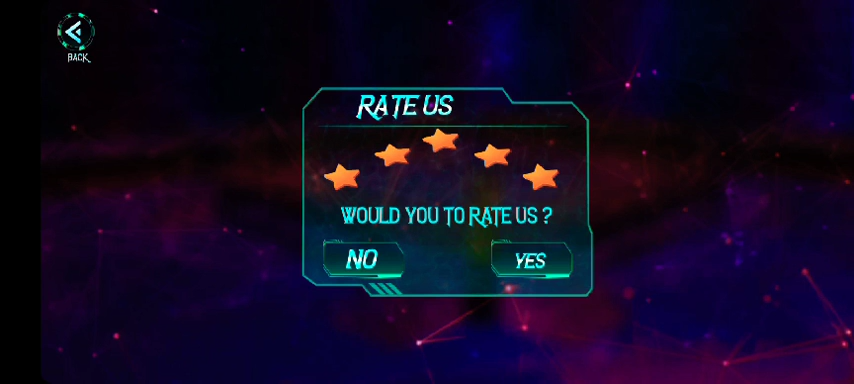 BACK
RATE US
WOULD YOU TO RATE US ?
NO
YES